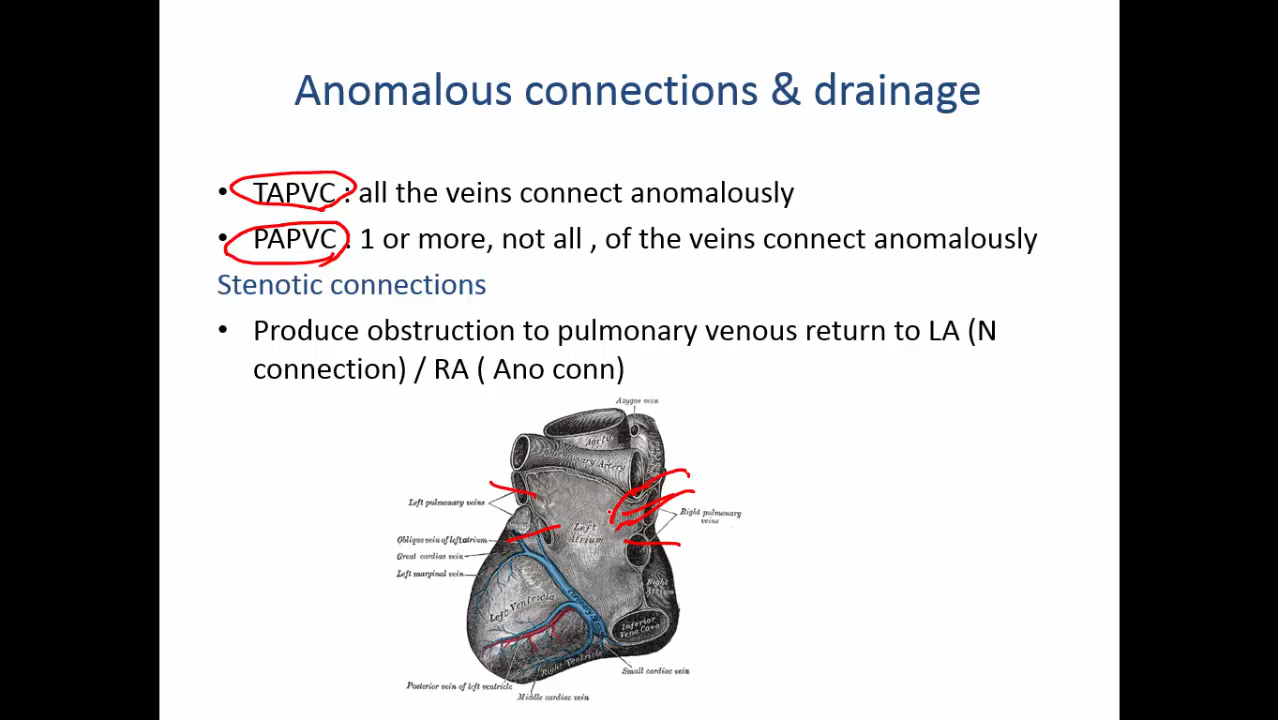 Anomalous connections & drainage
• TAPVC : all the veins connect anomalously
• PAPVC : 1 or more, not all , of the veins connect anomalously
Stenotic connections
• Produce obstruction to pulmonary venous return to LA (N
connection) / RA ( Ano conn)
Azygos vein
Aorta
Pulmonary Artery
Left pulmonary veins
Right pulmonary
veins
Left
Atrium
Oblique vein of left atrium
Great cardiac vein
Left marginal vein
Right
Atrium
Left Ventricle
Inferior
Vena Cava
Right Ventricle
Small cardiac vein
Posterior vein of left ventricle
Middle cardiac vein